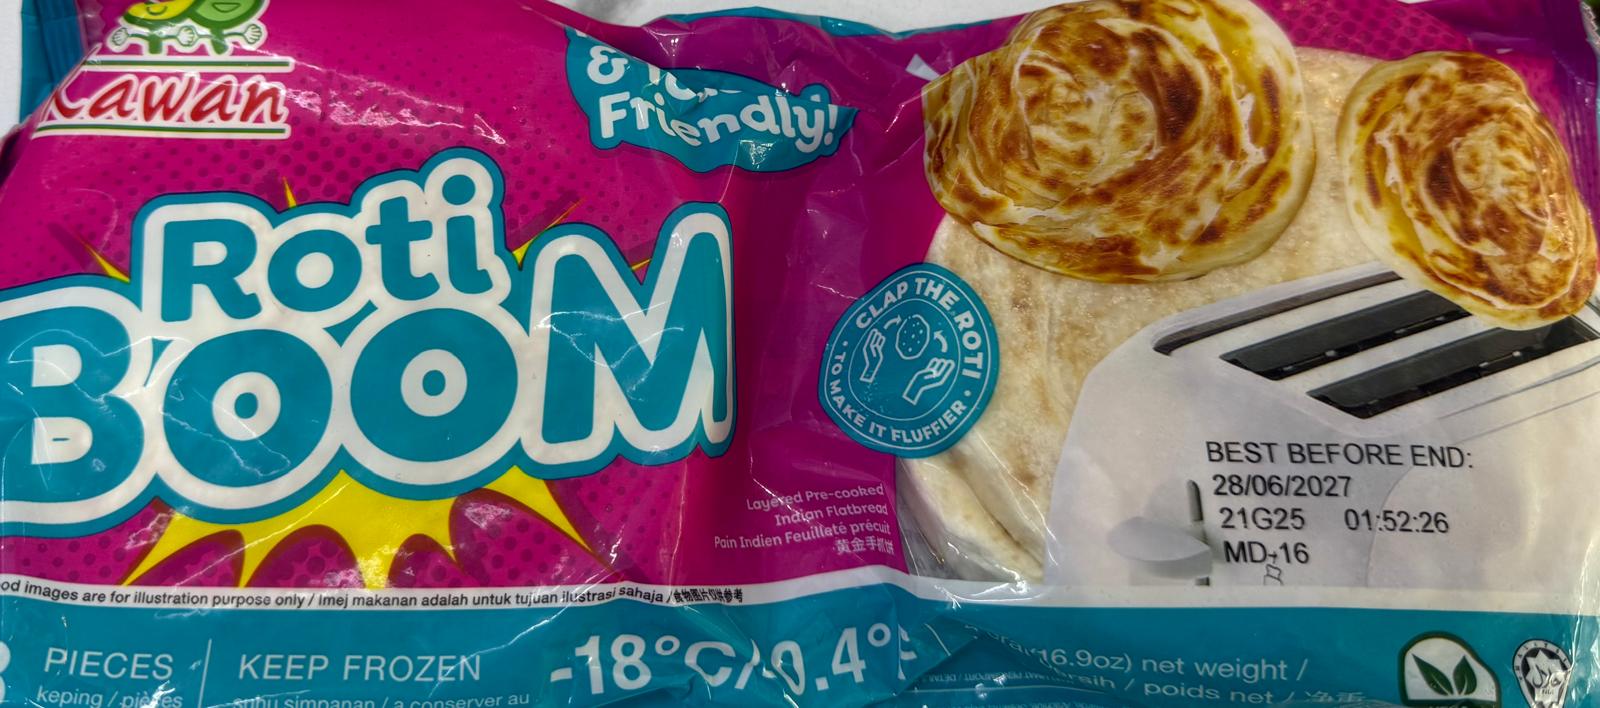 Kawan
&
Friendly!
Roti
BOOM
CLAP THE ROTI
• TO MAKE IT FLUFFIER •
BEST BEFORE END:
28/06/2027
21G25 01:52:26
MD-16
Layered Pre-cooked
Indian Flatbread
Pain Indien Feuilleté précuit
黄金手抓饼
images are for illustration purpose only / Imej makanan adalah untuk tujuan ilustrasi sahaja / 食物图片仅供参考
PIECES
keping / pièces
KEEP FROZEN
suhu simpanan / a conserver au
-18°C/-0.4°
(16.9oz) net weight /
/ poids net /